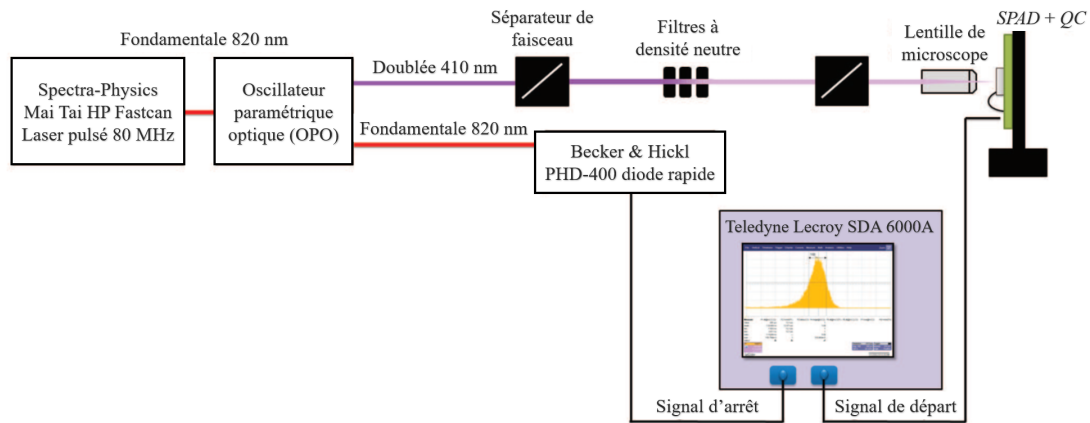 Fondamentale 820 nm
Spectra-Physics
Mai Tai HP Fastcan
Laser pulsé 80 MHz
Oscillateur
paramétrique
optique (OPO)
Doublée 410 nm
Fondamentale 820 nm
Séparateur de
faisceau
Filtres à
densité neutre
Lentille de
microscope
SPAD + QC
Becker & Hickl
PHD-400 diode rapide
Teledyne Lecroy SDA 6000A
Signal d’arrêt
Signal de départ